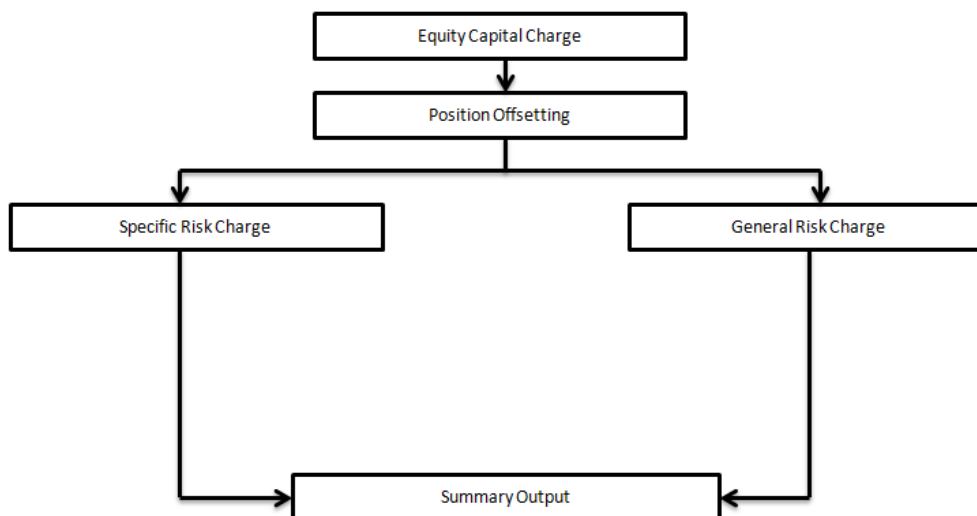 Equity Capital Charge
Position Offsetting
Specific Risk Charge
General Risk Charge
Summary Output